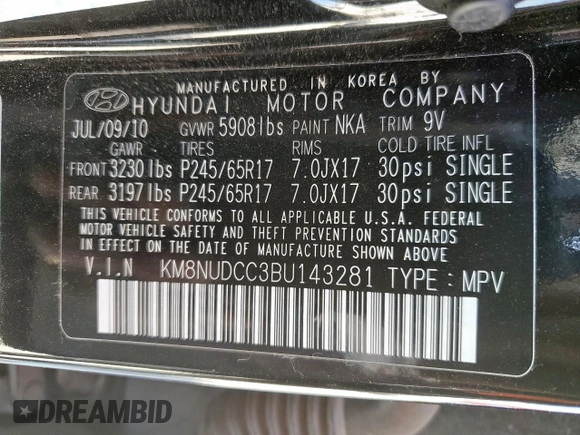 MANUFACTURED IN KOREA BY
HYUNDAI MOTOR COMPANY
JUL/09/10 GVWR 5908lbs PAINT NKA TRIM 9V
GAWR TIRES RIMS COLD TIRE INFL
FRONT 3230lbs P245/65R17 7.0JX17 30psi SINGLE
REAR 3197lbs P245/65R17 7.0JX17 30psi SINGLE
THIS VEHICLE CONFORMS TO ALL APPLICABLE U.S.A. FEDERAL
MOTOR VEHICLE SAFETY AND THEFT PREVENTION STANDARDS
IN EFFECT ON THE DATE OF MANUFACTURE SHOWN ABOVE.
V.I.N KM8NUDCC3BU143281 TYPE : MPV
DREAMBID